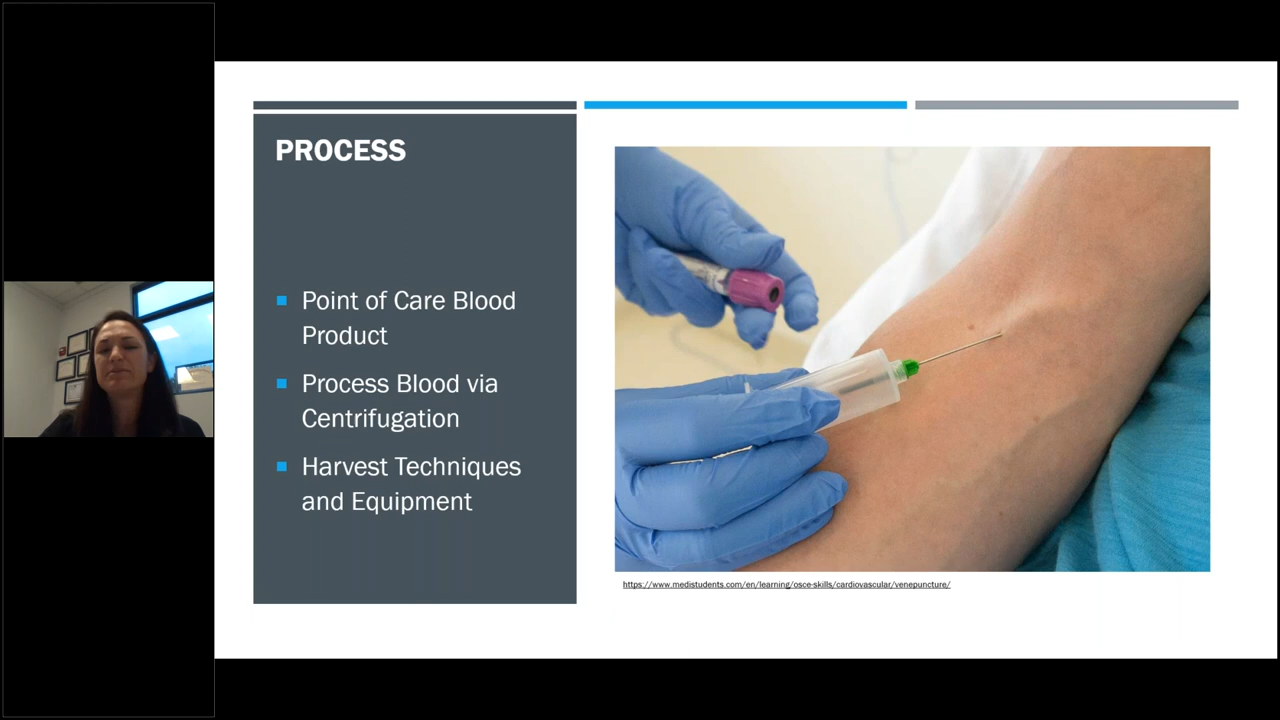 PROCESS
Point of Care Blood
Product
Process Blood via
Centrifugation
Harvest Techniques
and Equipment
https://www.medistudents.com/en/learning/osce-skills/cardiovascular/venepuncture/